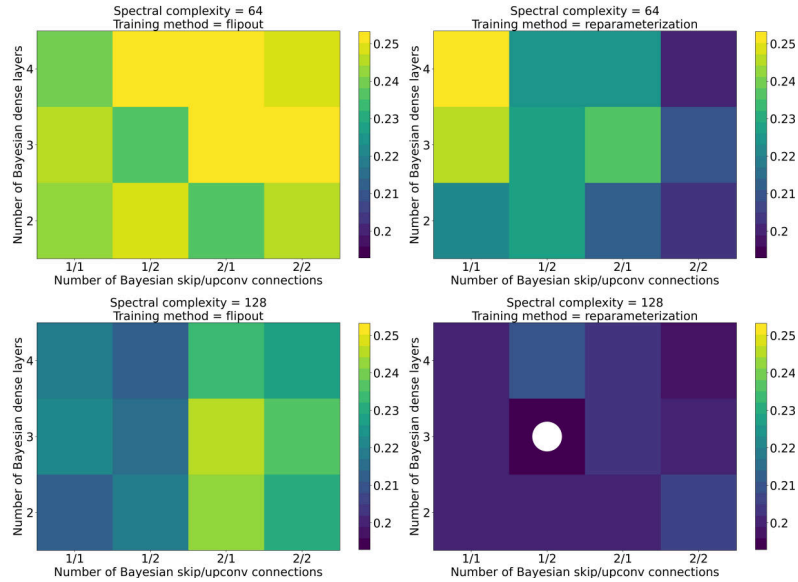 Spectral complexity = 64
Training method = flipout
Number of Bayesian dense layers
4
3
2
1/1 1/2 2/1 2/2
Number of Bayesian skip/upconv connections
0.25
0.24
0.23
0.22
0.21
0.2
Spectral complexity = 64
Training method = reparameterization
Number of Bayesian dense layers
4
3
2
1/1 1/2 2/1 2/2
Number of Bayesian skip/upconv connections
0.25
0.24
0.23
0.22
0.21
0.2
Spectral complexity = 128
Training method = flipout
Number of Bayesian dense layers
4
3
2
1/1 1/2 2/1 2/2
Number of Bayesian skip/upconv connections
0.25
0.24
0.23
0.22
0.21
0.2
Spectral complexity = 128
Training method = reparameterization
Number of Bayesian dense layers
4
3
2
1/1 1/2 2/1 2/2
Number of Bayesian skip/upconv connections
0.25
0.24
0.23
0.22
0.21
0.2